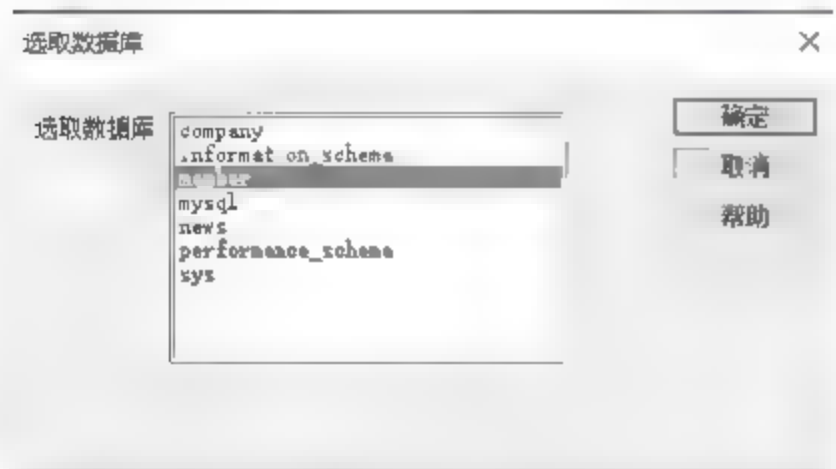 选取数据库
选取数据库
company
information_schema
member
mysql
news
performance_schema
sys
确定
取消
帮助